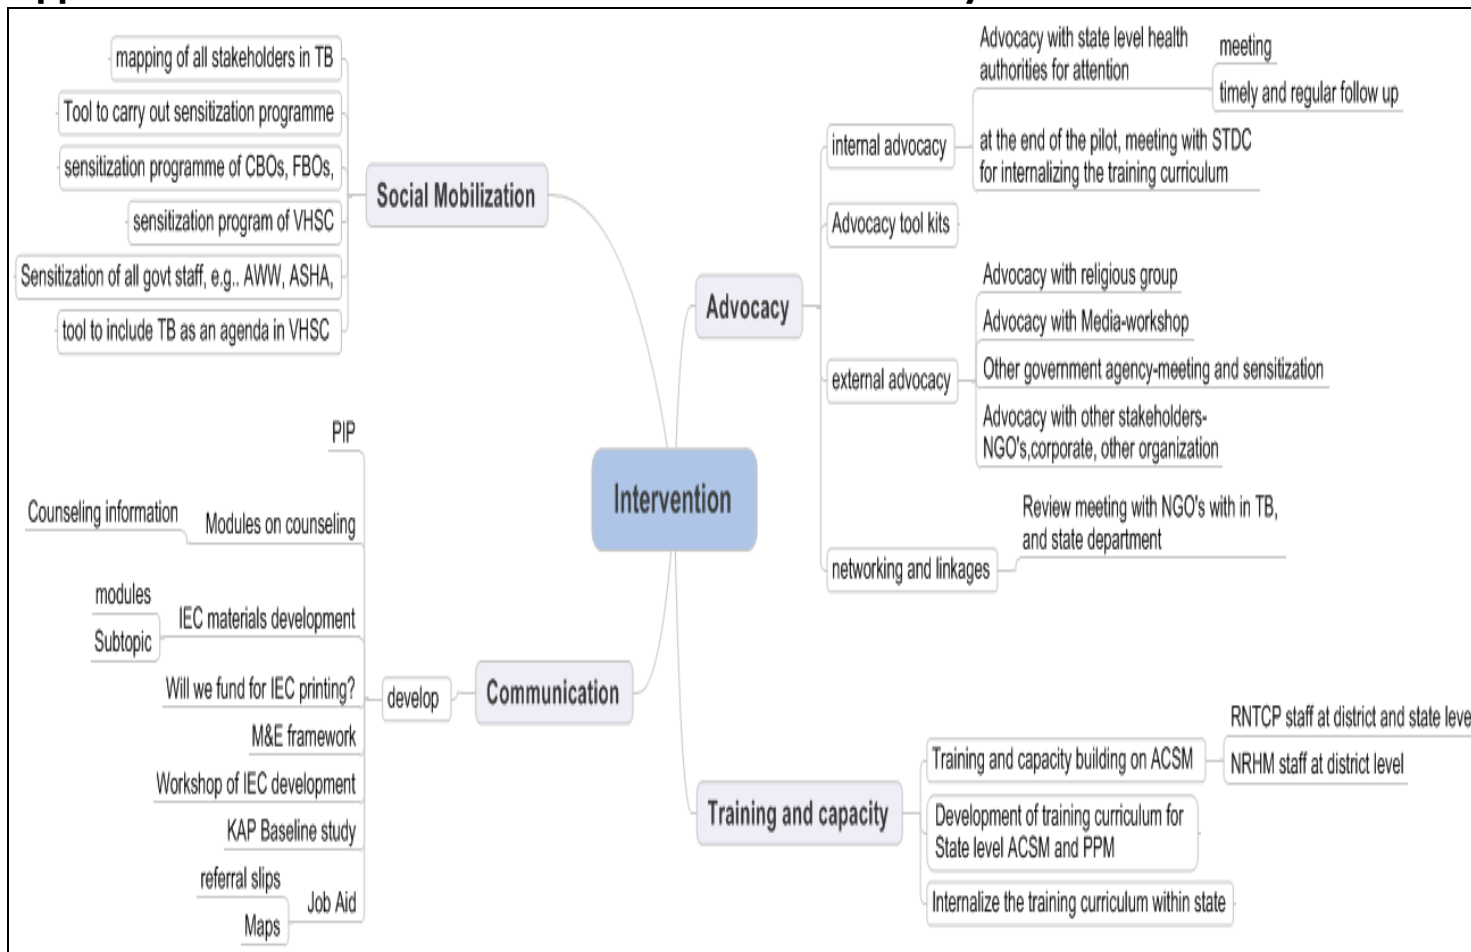 mapping of all stakeholders in TB
Tool to carry out sensitization programme
sensitization programme of CBOs, FBOs,
sensitization program of VHSC
Sensitization of all govt staff, e.g.. AWW, ASHA,
tool to include TB as an agenda in VHSC
Social Mobilization
Advocacy with state level health
authorities for attention
meeting
timely and regular follow up
internal advocacy
at the end of the pilot, meeting with STDC
for internalizing the training curriculum
Advocacy tool kits
Advocacy
Advocacy with religious group
Advocacy with Media-workshop
external advocacy
Other government agency-meeting and sensitization
Advocacy with other stakeholders-
NGO's,corporate, other organization
Review meeting with NGO's with in TB,
and state department
networking and linkages
Intervention
PIP
Counseling information
Modules on counseling
modules
Subtopic
IEC materials development
Will we fund for IEC printing?
M&E framework
Workshop of IEC development
KAP Baseline study
referral slips
Maps
Job Aid
develop
Communication
Training and capacity
Training and capacity building on ACSM
RNTCP staff at district and state leve
NRHM staff at district level
Development of training curriculum for
State level ACSM and PPM
Internalize the training curriculum within state